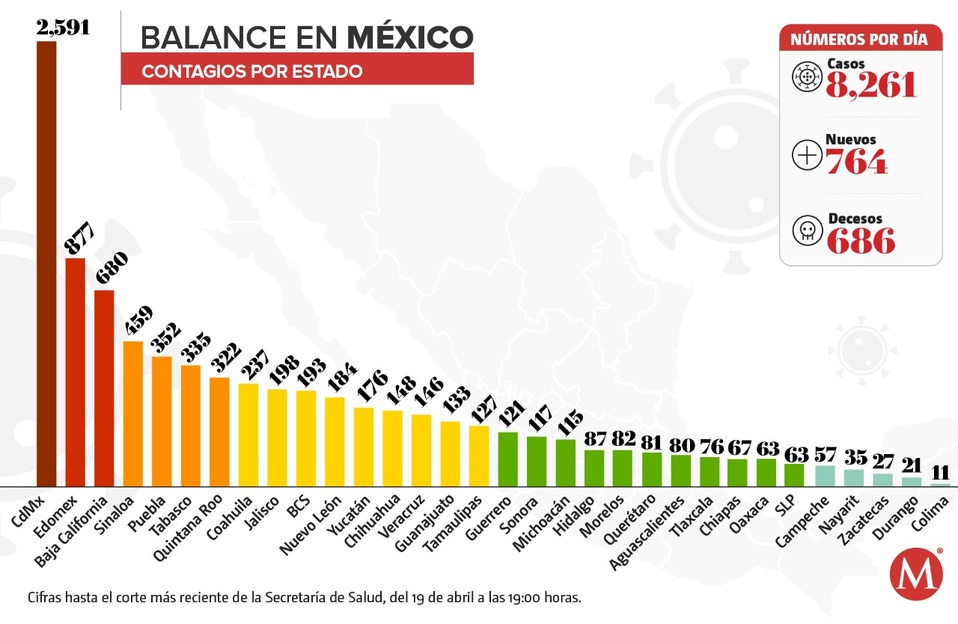 BALANCE EN MÉXICO
CONTAGIOS POR ESTADO
NÚMEROS POR DÍA
Casos
8,261
Nuevos
764
Decesos
686
2,591
877
680
459
352
335
322
237
198
193
184
176
148
146
133
127
121
117
115
87
82
81
80
76
67
63
63
57
35
27
21
11
CdMx
Edomex
Baja California
Sinaloa
Puebla
Tabasco
Quintana Roo
Coahuila
Jalisco
BCS
Nuevo León
Yucatán
Chihuahua
Veracruz
Guanajuato
Tamaulipas
Guerrero
Sonora
Michoacán
Hidalgo
Morelos
Querétaro
Aguascalientes
Tlaxcala
Chiapas
Oaxaca
SLP
Campeche
Nayarit
Zacatecas
Durango
Colima
M®
Cifras hasta el corte más reciente de la Secretaría de Salud, del 19 de abril a las 19:00 horas.